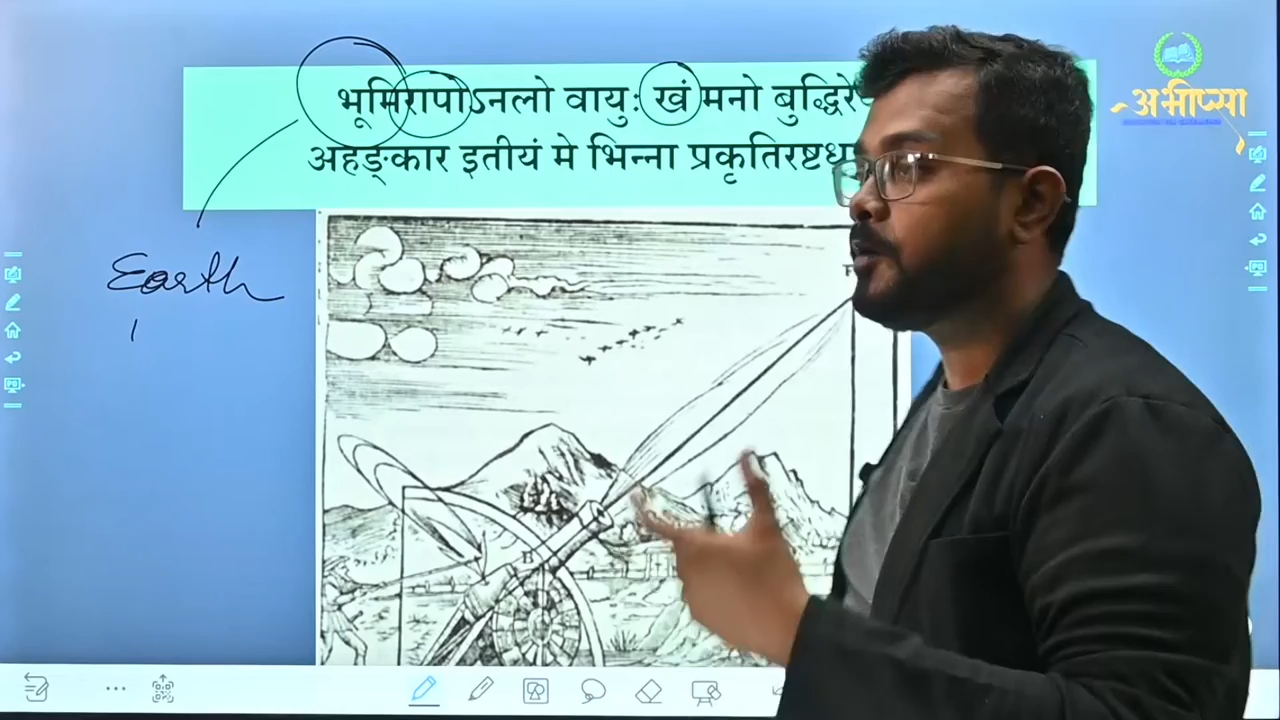 भूमिरापोऽनलो वायुः खं मनो बुद्धिरे
अहङ्कार इतीयं मे भिन्ना प्रकृतिरष्टध
अभीप्सा
Earth
B